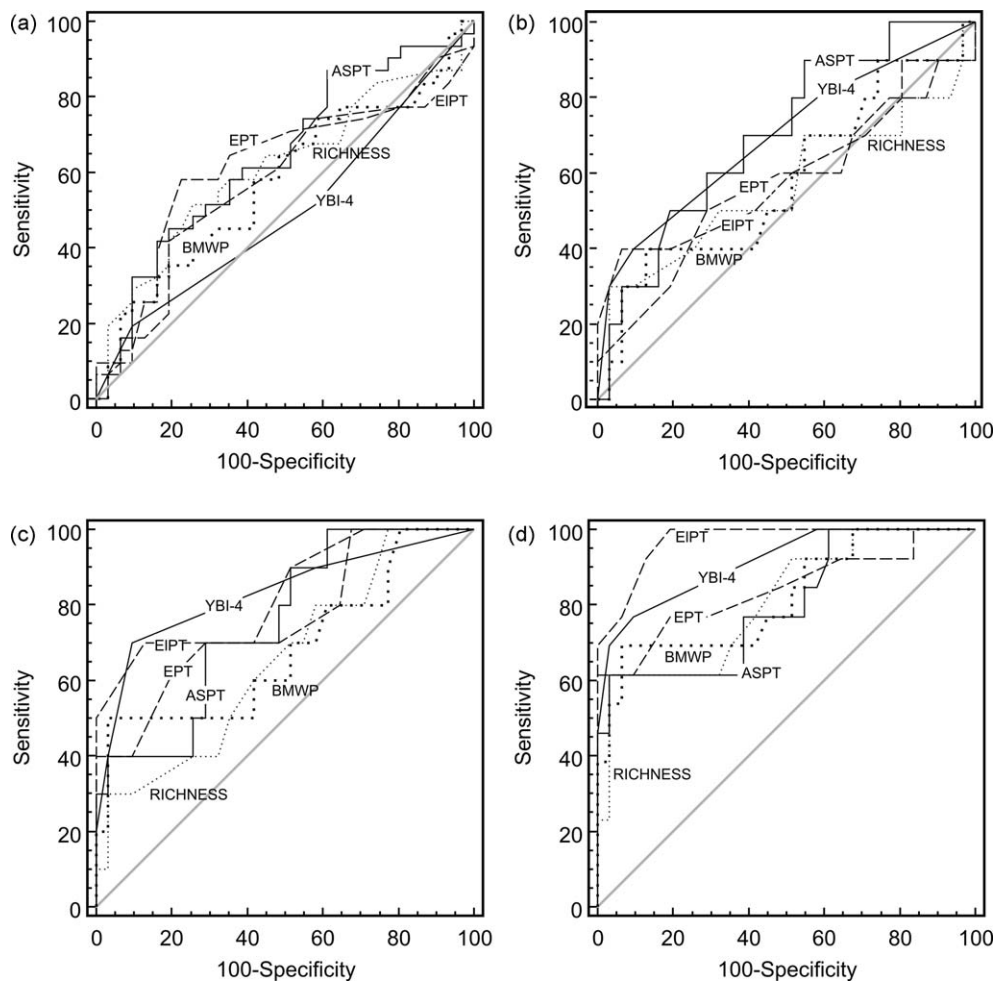 (a)
100
80
60
40
20
0
Sensitivity
ASPT
EPT
EIPT
RICHNESS
YBI-4
BMWP
0 20 40 60 80 100
100-Specificity
(b)
100
80
60
40
20
0
Sensitivity
ASPT
YBI-4
RICHNESS
EPT
EIPT
BMWP
0 20 40 60 80 100
100-Specificity
(c)
100
80
60
40
20
0
Sensitivity
YBI-4
EIPT
EPT
ASPT
BMWP
RICHNESS
0 20 40 60 80 100
100-Specificity
(d)
100
80
60
40
20
0
Sensitivity
EIPT
YBI-4
EPT
BMWP
ASPT
RICHNESS
0 20 40 60 80 100
100-Specificity